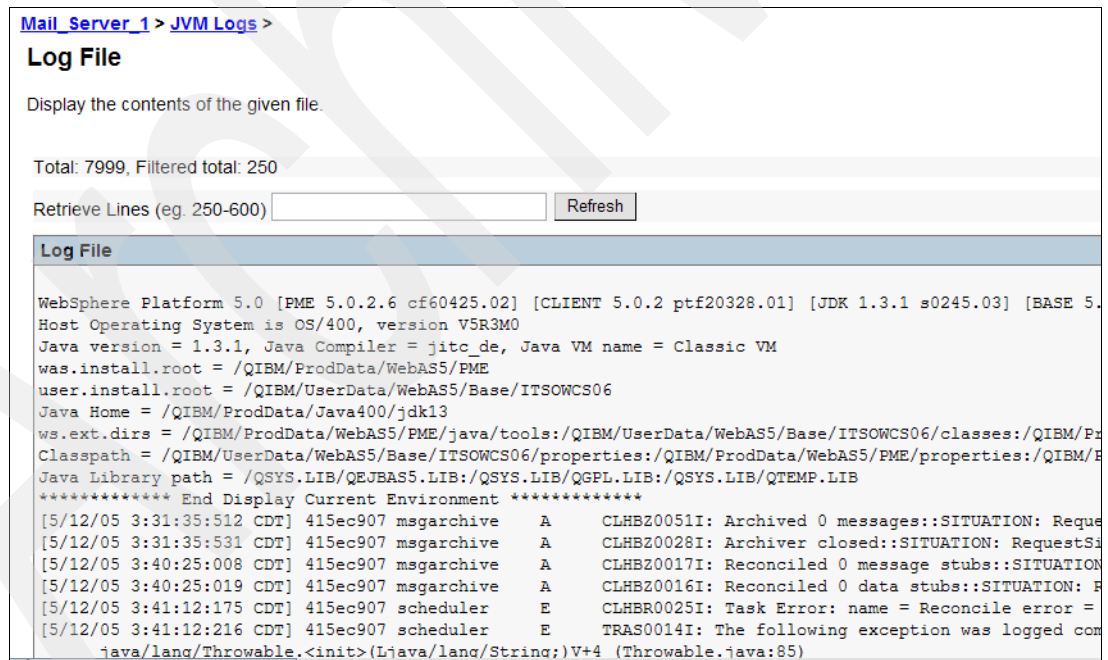 Mail_Server_1 > JVM Logs >
Log File
Display the contents of the given file.
Total: 7999, Filtered total: 250
Retrieve Lines (eg. 250-600) Refresh
Log File
WebSphere Platform 5.0 [PME 5.0.2.6 cf60425.02] [CLIENT 5.0.2 ptf20328.01] [JDK 1.3.1 s0245.03] [BASE 5.
Host Operating System is OS/400, version V5R3M0
Java version = 1.3.1, Java Compiler = jitc_de, Java VM name = Classic VM
was.install.root = /QIBM/ProdData/WebAS5/PME
user.install.root = /QIBM/UserData/WebAS5/Base/ITSOWCS06
Java Home = /QIBM/ProdData/Java400/jdk13
ws.ext.dirs = /QIBM/ProdData/WebAS5/PME/java/tools:/QIBM/UserData/WebAS5/Base/ITSOWCS06/classes:/QIBM/Pr
Classpath = /QIBM/UserData/WebAS5/Base/ITSOWCS06/properties:/QIBM/ProdData/WebAS5/PME/properties:/QIBM/
Java Library path = /QSYS.LIB/QEJBAS5.LIB:/QSYS.LIB/QGPL.LIB:/QSYS.LIB/QTEMP.LIB
************* End Display Current Environment *************
[5/12/05 3:31:35:512 CDT] 415ec907 msgarchive A CLHBZ0051I: Archived 0 messages::SITUATION: Reque
[5/12/05 3:31:35:531 CDT] 415ec907 msgarchive A CLHBZ0028I: Archiver closed::SITUATION: RequestSi
[5/12/05 3:40:25:008 CDT] 415ec907 msgarchive A CLHBZ0017I: Reconciled 0 message stubs::SITUATION
[5/12/05 3:40:25:019 CDT] 415ec907 msgarchive A CLHBZ0016I: Reconciled 0 data stubs::SITUATION: R
[5/12/05 3:41:12:175 CDT] 415ec907 scheduler E CLHBR0025I: Task Error: name = Reconcile error =
[5/12/05 3:41:12:216 CDT] 415ec907 scheduler E TRAS0014I: The following exception was logged com
java/lang/Throwable.<init>(Ljava/lang/String;)V+4 (Throwable.java:85)